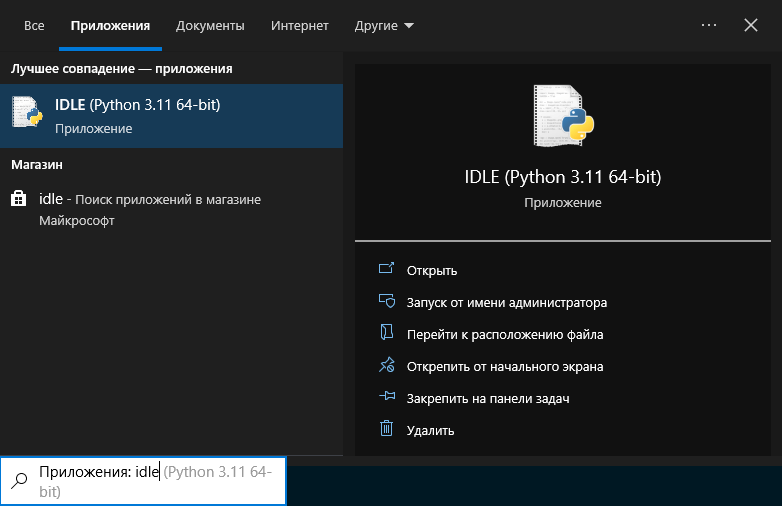 Все Приложения Документы Интернет Другие
Лучшее совпадение — приложения
IDLE (Python 3.11 64-bit)
Приложение
Магазин
idle - Поиск приложений в магазине
Майкрософт
IDLE (Python 3.11 64-bit)
Приложение
Открыть
Запуск от имени администратора
Перейти к расположению файла
Открепить от начального экрана
Закрепить на панели задач
Удалить
Приложения: idle (Python 3.11 64-
bit)